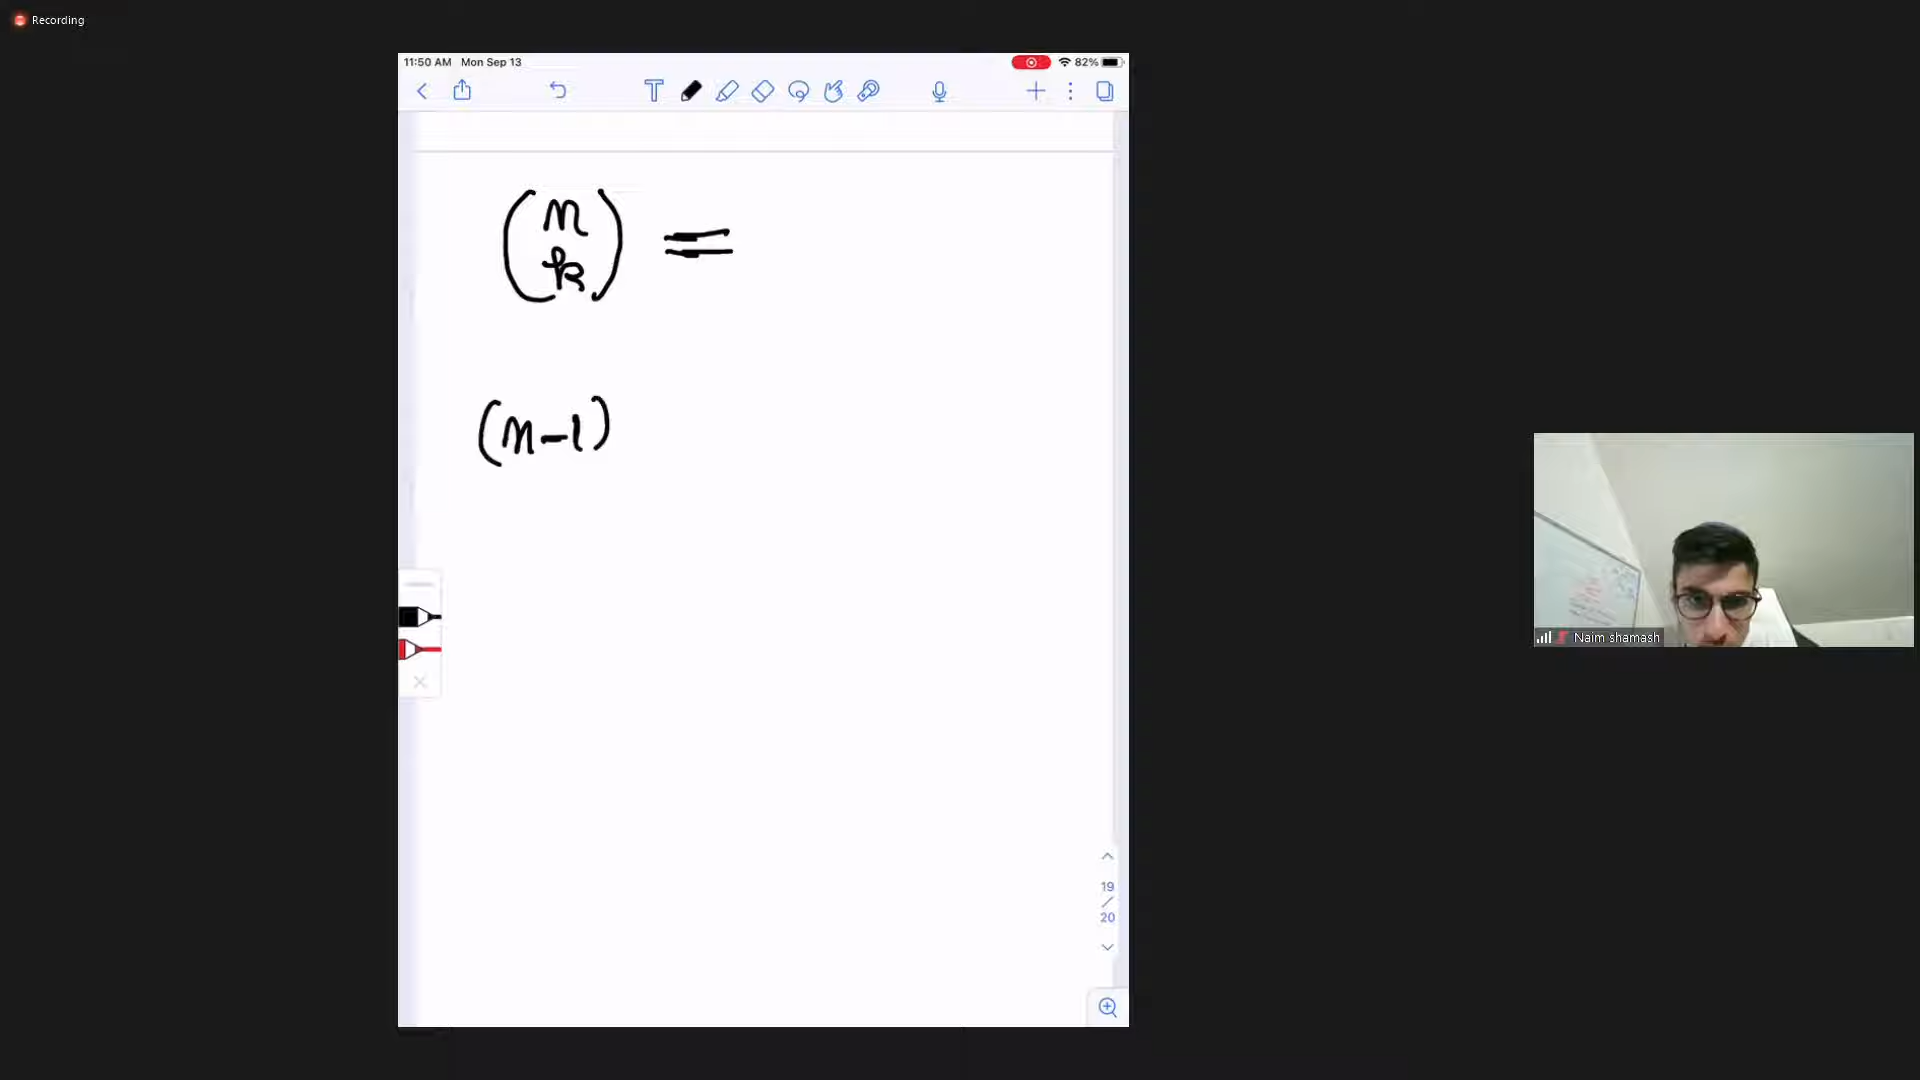 Recording
11:50 AM Mon Sep 13
82%
T
(n
k) =
(n-1)
19
/
20
Naim shamash